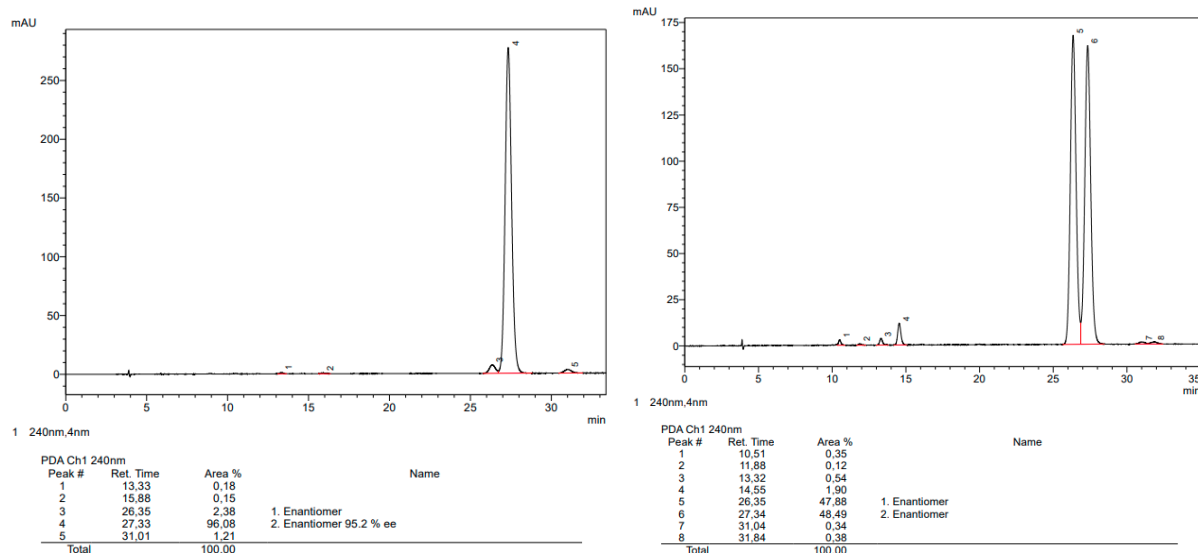 mAU
4
250
200
150
100
50
0
3
1
2
5
0 5 10 15 20 25 30
min
1 240nm,4nm
PDA Ch1 240nm
Peak # Ret. Time Area % Name
1 13,33 0,18
2 15,88 0,15
3 26,35 2,38 1. Enantiomer
4 27,33 96,08 2. Enantiomer 95.2 % ee
5 31,01 1,21
Total 100.00
mAU
175
5
6
150
125
100
75
50
25
0
1
2
3
4
7
8
0 5 10 15 20 25 30 35
min
1 240nm,4nm
PDA Ch1 240nm
Peak # Ret. Time Area % Name
1 10,51 0,35
2 11,88 0,12
3 13,32 0,54
4 14,55 1,90
5 26,35 47,88 1. Enantiomer
6 27,34 48,49 2. Enantiomer
7 31,04 0,34
8 31,84 0,38
Total 100.00